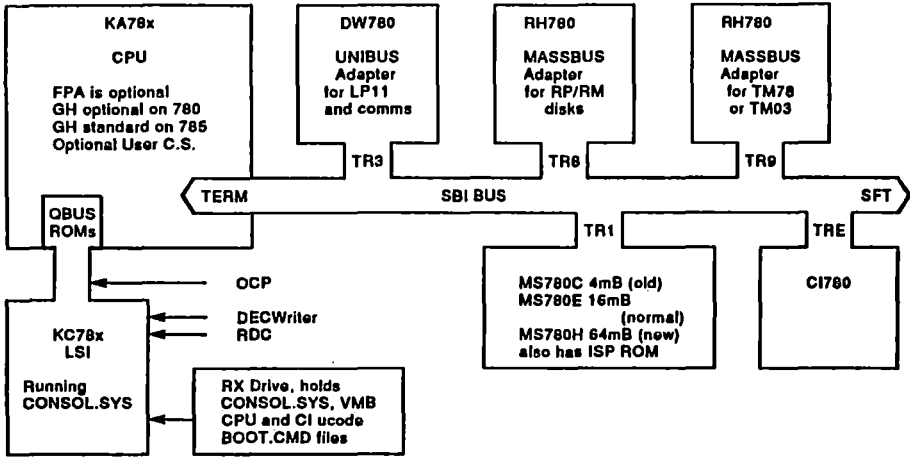 KA78x
CPU
FPA is optional
GH optional on 780
GH standard on 785
Optional User C.S.
DW780
UNIBUS
Adapter
for LP11
and comms
RH780
MASSBUS
Adapter
for RP/RM
disks
RH780
MASSBUS
Adapter
for TM78
or TM03
TR3
TR8
TR9
TERM
SBI BUS
SFT
QBUS
ROMs
TR1
TRE
OCP
DECWriter
RDC
KC78x
LSI
Running
CONSOL.SYS
RX Drive, holds
CONSOL.SYS, VMB
CPU and CI ucode
BOOT.CMD files
MS780C 4mB (old)
MS780E 16mB
(normal)
MS780H 64mB (new)
also has ISP ROM
CI780